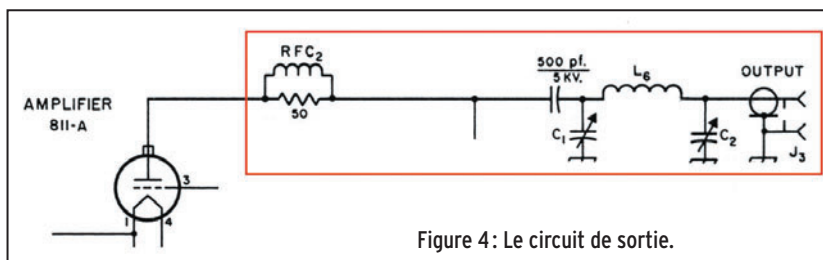 RFC2
50
500 pf.
5 KV.
L6
OUTPUT
AMPLIFIER
811-A
C1
C2
J3
3
1
4
Figure 4: Le circuit de sortie.